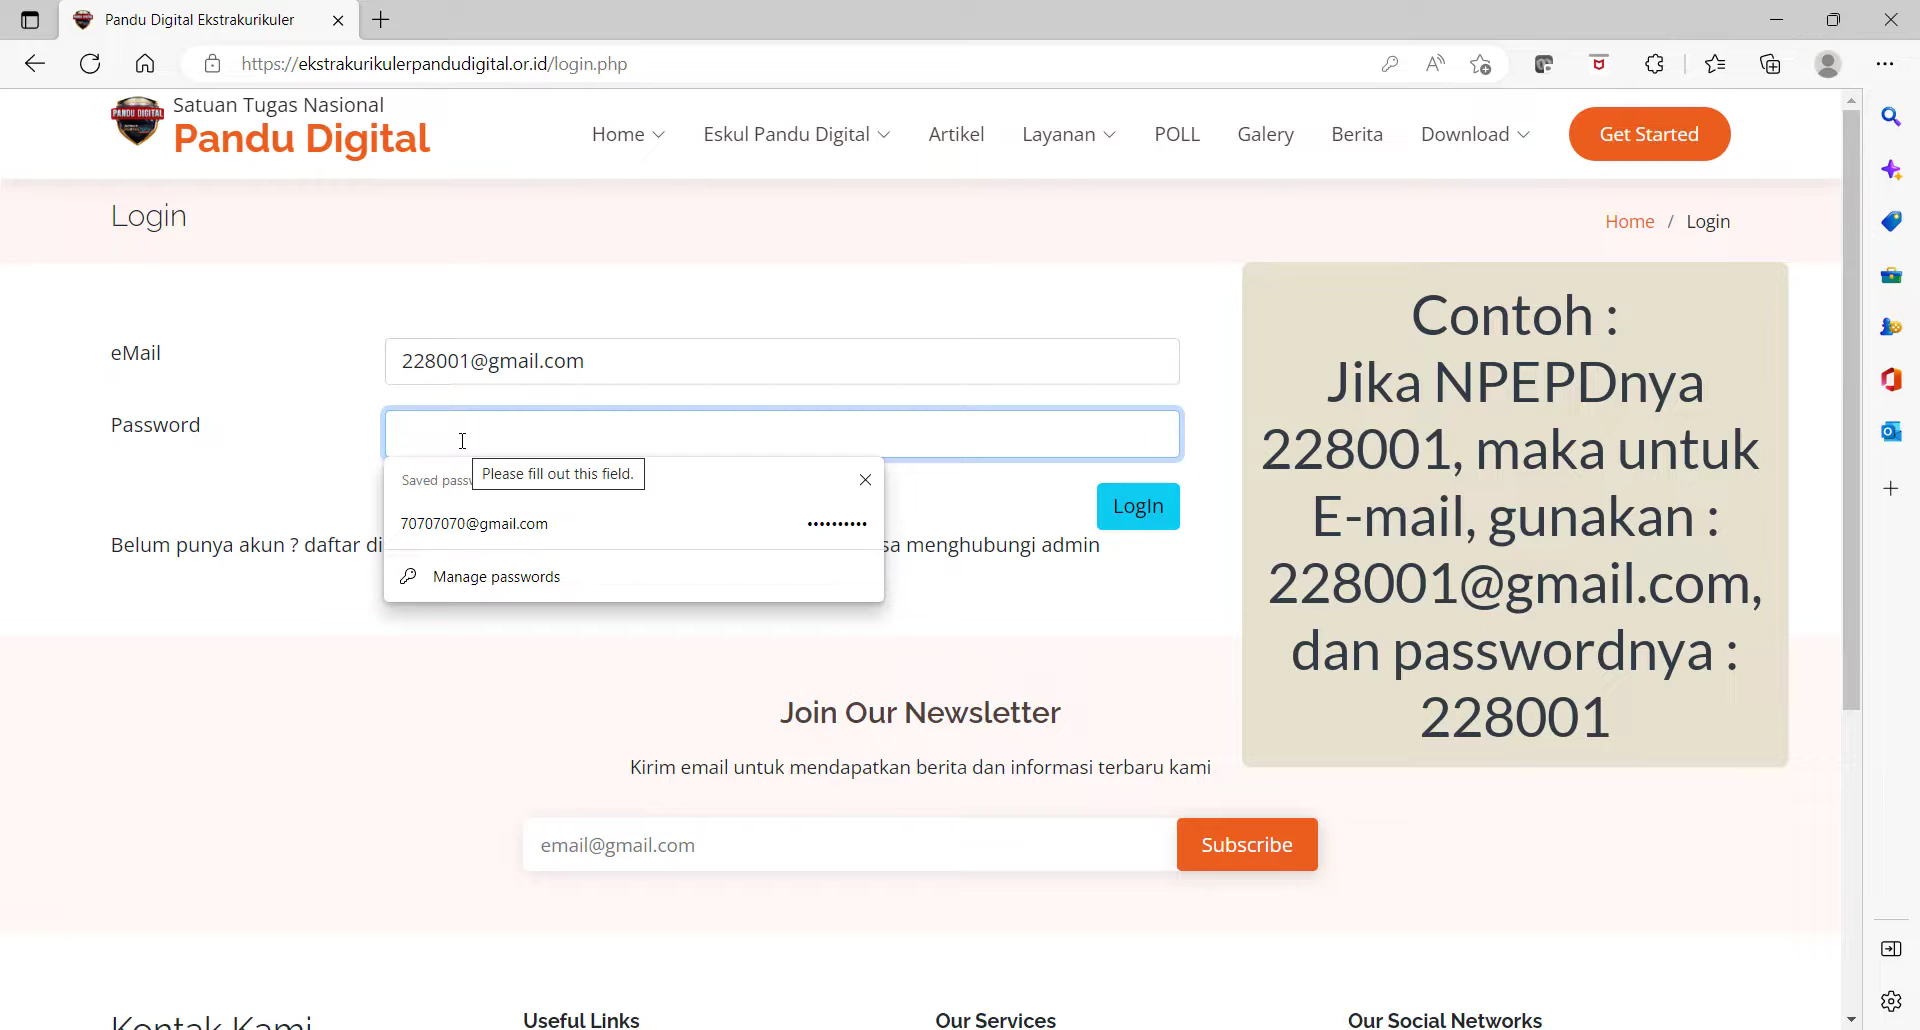 Pandu Digital Ekstrakurikuler
https://ekstrakurikulerpandudigital.or.id/login.php
PANDU DIGITAL
Satuan Tugas Nasional
Pandu Digital
Home
Eskul Pandu Digital
Artikel
Layanan
POLL
Galery
Berita
Download
Get Started
Login
Home / Login
eMail
228001@gmail.com
Password
Please fill out this field.
Saved passw
70707070@gmail.com
••••••••••
Manage passwords
LogIn
Belum punya akun ? daftar di
sa menghubungi admin
Contoh :
Jika NPEPDnya
228001, maka untuk
E-mail, gunakan :
228001@gmail.com,
dan passwordnya :
228001
Join Our Newsletter
Kirim email untuk mendapatkan berita dan informasi terbaru kami
email@gmail.com
Subscribe
Kontak Kami
Useful Links
Our Services
Our Social Networks